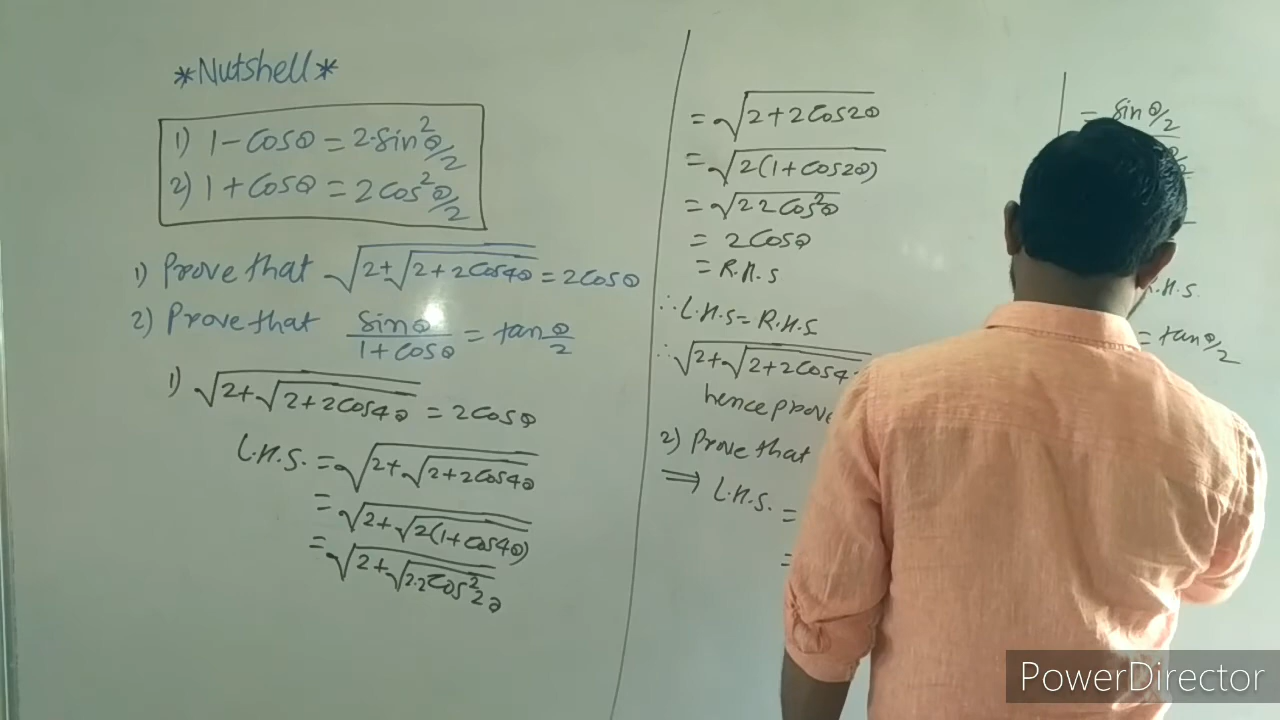 *Nutshell*
1) 1-cosθ=2.sin²θ/2
2) 1+cosθ=2cos²θ/2
1) Prove that √2+√2+2cos4θ=2cosθ
2) Prove that sinθ/1+cosθ=tanθ/2
1) √2+√2+2cos4θ=2cosθ
L.H.S.=√2+√2+2cos4θ
=√2+√2(1+cos4θ)
=√2+√2.2cos²2θ
=√2+2cos2θ
=√2(1+cos2θ)
=√22cos²θ
=2cosθ
=R.H.S
∴L.H.S=R.H.S
∴√2+√2+2cos4
hence prove
2) Prove that
⇒ L.H.S. =
=
=sinθ/2
R.H.S.
=tanθ/2
PowerDirector